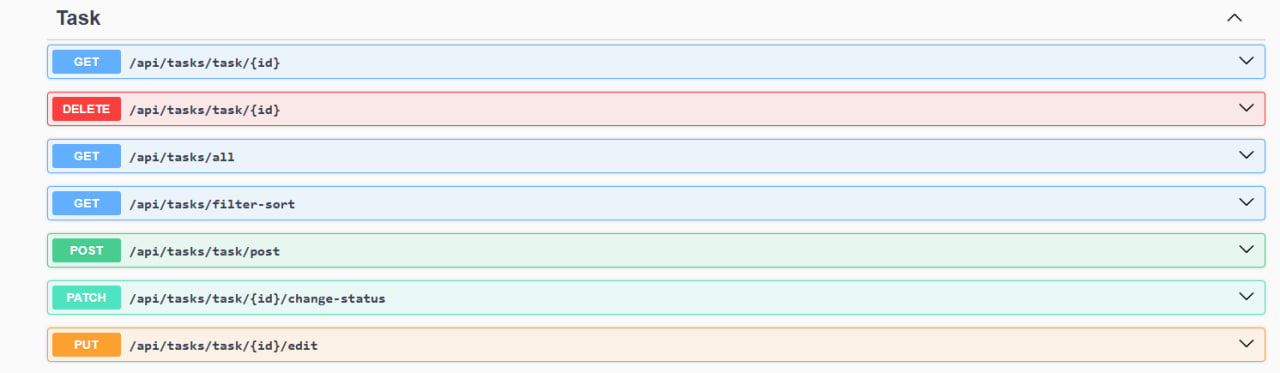 Task
GET /api/tasks/task/{id}
DELETE /api/tasks/task/{id}
GET /api/tasks/all
GET /api/tasks/filter-sort
POST /api/tasks/task/post
PATCH /api/tasks/task/{id}/change-status
PUT /api/tasks/task/{id}/edit